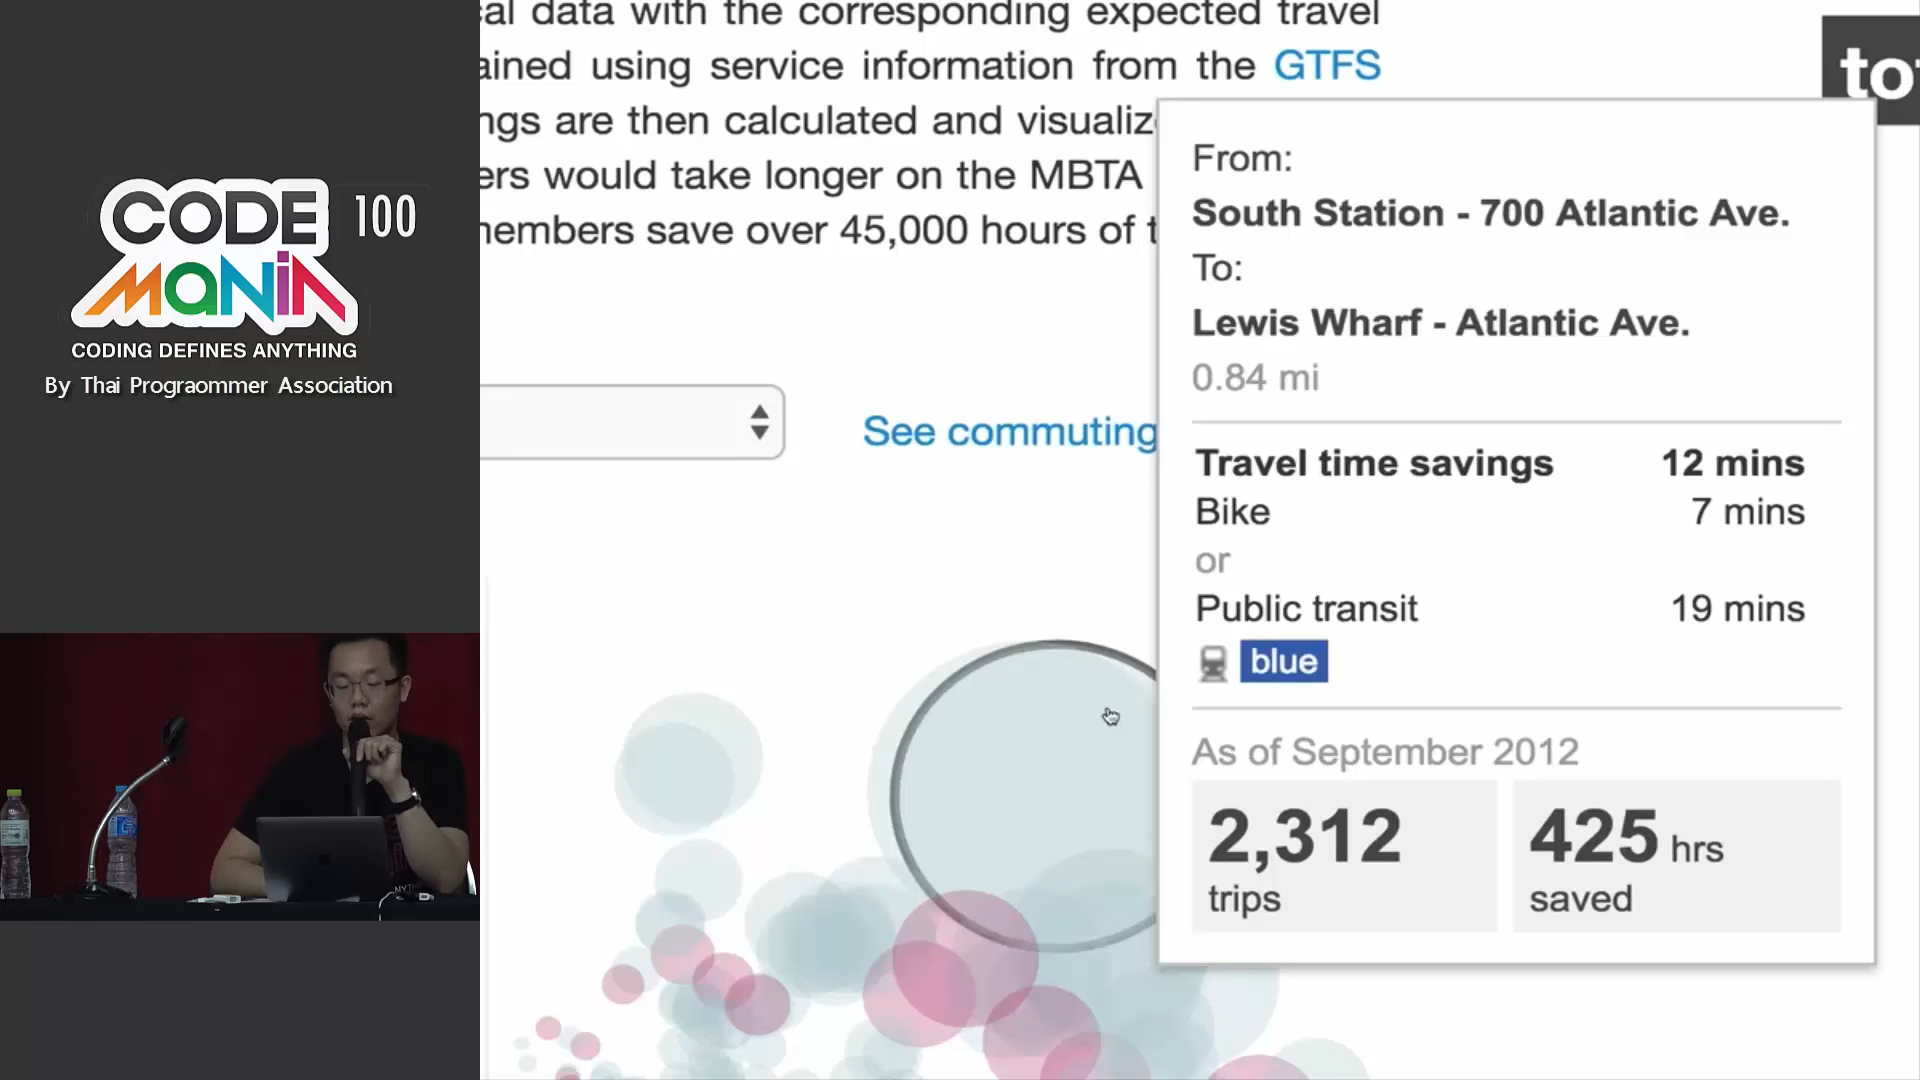 CODE 100
MANiA
CODING DEFINES ANYTHING
By Thai Prograommer Association
al data with the corresponding expected travel
ained using service information from the GTFS
ngs are then calculated and visualiz
ers would take longer on the MBTA
embers save over 45,000 hours of t
See commuting
to
From:
South Station - 700 Atlantic Ave.
To:
Lewis Wharf - Atlantic Ave.
0.84 mi
Travel time savings 12 mins
Bike 7 mins
or
Public transit 19 mins
blue
As of September 2012
2,312 425 hrs
trips saved